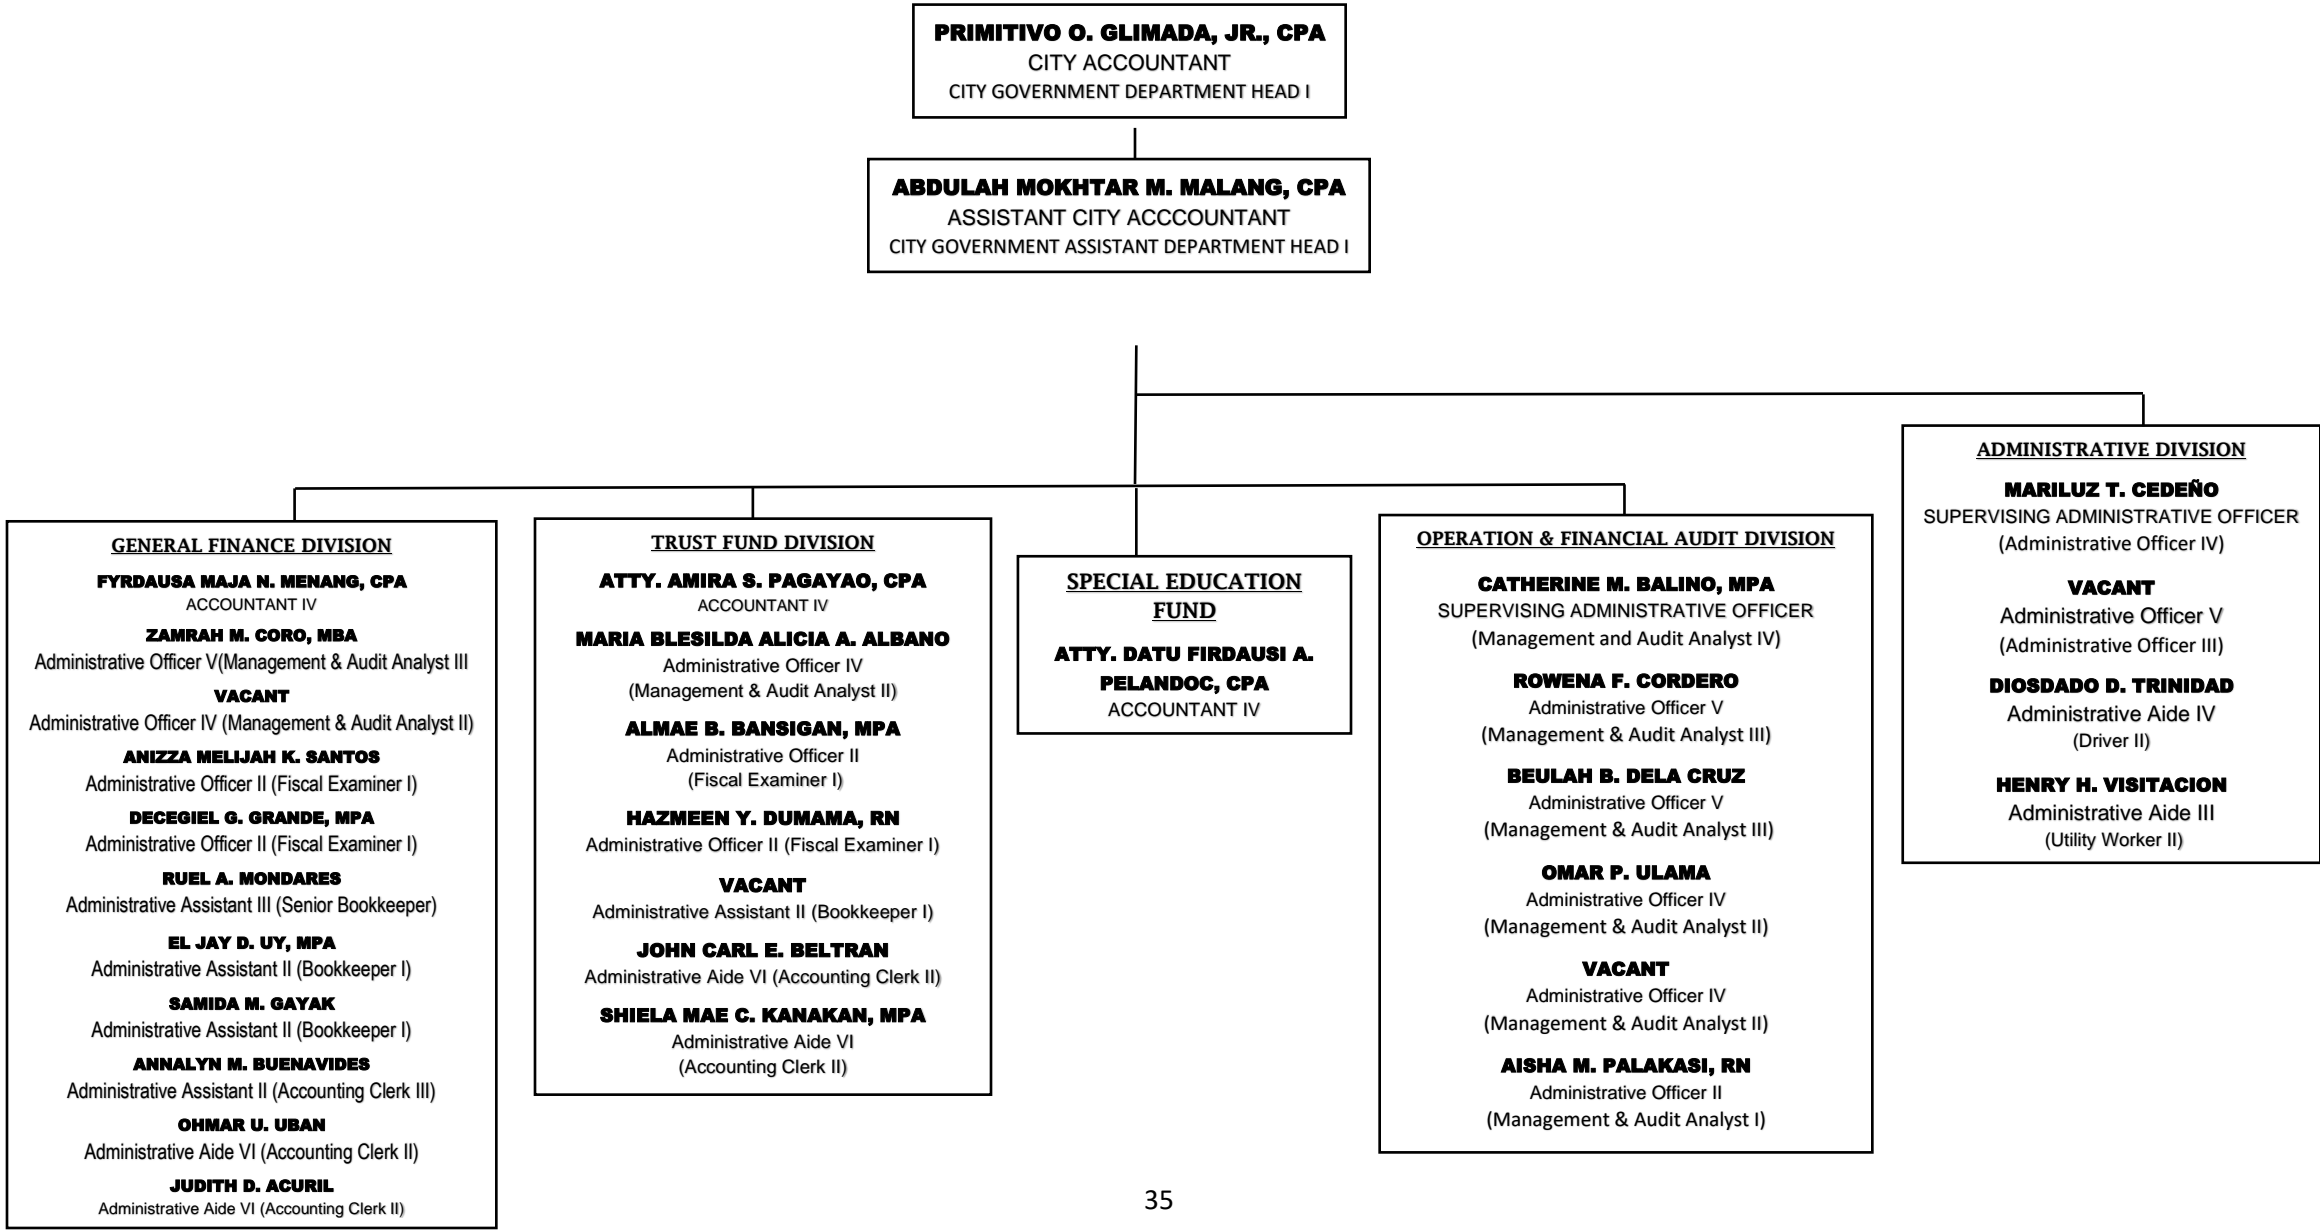 PRIMITIVO O. GLIMADA, JR., CPA
CITY ACCOUNTANT
CITY GOVERNMENT DEPARTMENT HEAD I
ABDULAH MOKHTAR M. MALANG, CPA
ASSISTANT CITY ACCCOUNTANT
CITY GOVERNMENT ASSISTANT DEPARTMENT HEAD I
GENERAL FINANCE DIVISION
FYRDAUSA MAJA N. MENANG, CPA
ACCOUNTANT IV
ZAMRAH M. CORO, MBA
Administrative Officer V(Management & Audit Analyst III
VACANT
Administrative Officer IV (Management & Audit Analyst II)
ANIZZA MELIJAH K. SANTOS
Administrative Officer II (Fiscal Examiner I)
DECEGIEL G. GRANDE, MPA
Administrative Officer II (Fiscal Examiner I)
RUEL A. MONDARES
Administrative Assistant III (Senior Bookkeeper)
EL JAY D. UY, MPA
Administrative Assistant II (Bookkeeper I)
SAMIDA M. GAYAK
Administrative Assistant II (Bookkeeper I)
ANNALYN M. BUENAVIDES
Administrative Assistant II (Accounting Clerk III)
OHMAR U. UBAN
Administrative Aide VI (Accounting Clerk II)
JUDITH D. ACURIL
Administrative Aide VI (Accounting Clerk II)
TRUST FUND DIVISION
ATTY. AMIRA S. PAGAYAO, CPA
ACCOUNTANT IV
MARIA BLESILDA ALICIA A. ALBANO
Administrative Officer IV
(Management & Audit Analyst II)
ALMAE B. BANSIGAN, MPA
Administrative Officer II
(Fiscal Examiner I)
HAZMEEN Y. DUMAMA, RN
Administrative Officer II (Fiscal Examiner I)
VACANT
Administrative Assistant II (Bookkeeper I)
JOHN CARL E. BELTRAN
Administrative Aide VI (Accounting Clerk II)
SHIELA MAE C. KANAKAN, MPA
Administrative Aide VI
(Accounting Clerk II)
SPECIAL EDUCATION
FUND
ATTY. DATU FIRDAUSI A.
PELANDOC, CPA
ACCOUNTANT IV
OPERATION & FINANCIAL AUDIT DIVISION
CATHERINE M. BALINO, MPA
SUPERVISING ADMINISTRATIVE OFFICER
(Management and Audit Analyst IV)
ROWENA F. CORDERO
Administrative Officer V
(Management & Audit Analyst III)
BEULAH B. DELA CRUZ
Administrative Officer V
(Management & Audit Analyst III)
OMAR P. ULAMA
Administrative Officer IV
(Management & Audit Analyst II)
VACANT
Administrative Officer IV
(Management & Audit Analyst II)
AISHA M. PALAKASI, RN
Administrative Officer II
(Management & Audit Analyst I)
ADMINISTRATIVE DIVISION
MARILUZ T. CEDEÑO
SUPERVISING ADMINISTRATIVE OFFICER
(Administrative Officer IV)
VACANT
Administrative Officer V
(Administrative Officer III)
DIOSDADO D. TRINIDAD
Administrative Aide IV
(Driver II)
HENRY H. VISITACION
Administrative Aide III
(Utility Worker II)
35